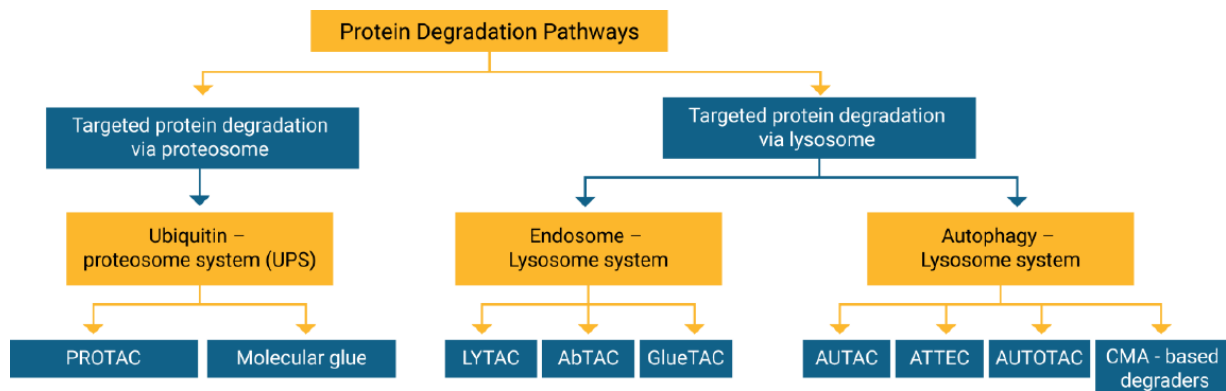 Protein Degradation Pathways
Targeted protein degradation
via proteosome
Targeted protein degradation
via lysosome
Ubiquitin –
proteosome system (UPS)
Endosome –
Lysosome system
Autophagy –
Lysosome system
PROTAC
Molecular glue
LYTAC
AbTAC
GlueTAC
AUTAC
ATTEC
AUTOTAC
CMA - based
degraders